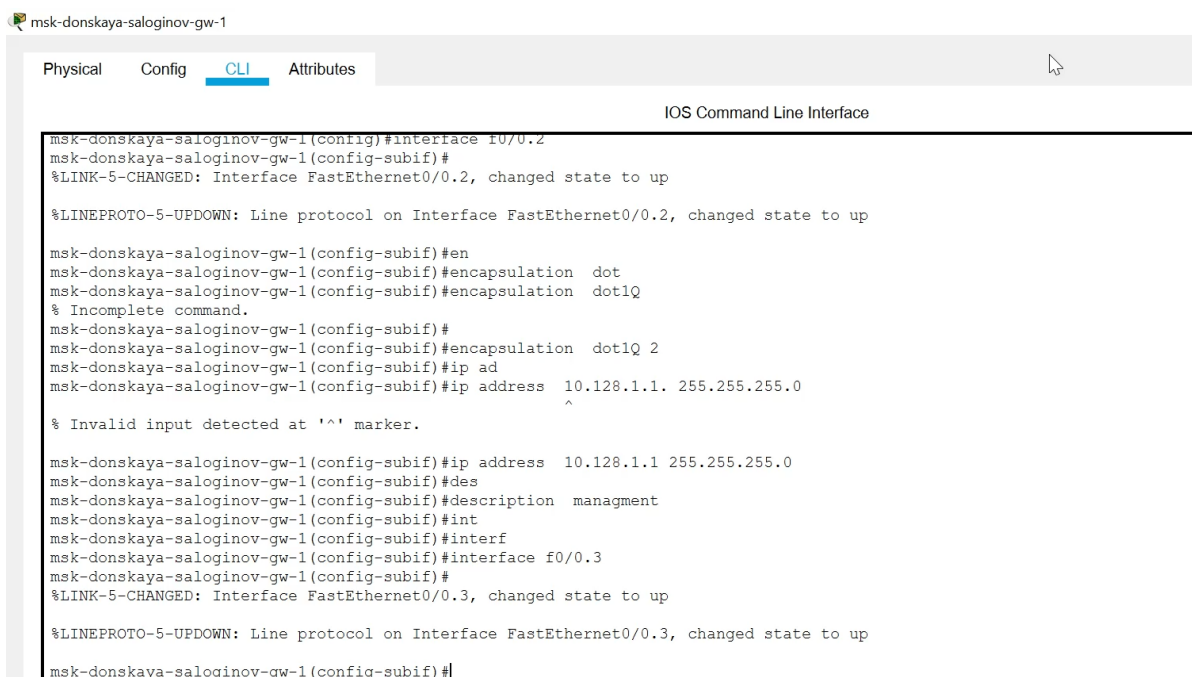 msk-donskaya-saloginov-gw-1
Physical Config CLI Attributes
IOS Command Line Interface
msk-donskaya-saloginov-gw-1(config)#interface f0/0.2
msk-donskaya-saloginov-gw-1(config-subif)#
%LINK-5-CHANGED: Interface FastEthernet0/0.2, changed state to up
%LINEPROTO-5-UPDOWN: Line protocol on Interface FastEthernet0/0.2, changed state to up
msk-donskaya-saloginov-gw-1(config-subif)#en
msk-donskaya-saloginov-gw-1(config-subif)#encapsulation  dot
msk-donskaya-saloginov-gw-1(config-subif)#encapsulation  dot1Q
% Incomplete command.
msk-donskaya-saloginov-gw-1(config-subif)#
msk-donskaya-saloginov-gw-1(config-subif)#encapsulation  dot1Q 2
msk-donskaya-saloginov-gw-1(config-subif)#ip ad
msk-donskaya-saloginov-gw-1(config-subif)#ip address  10.128.1.1. 255.255.255.0
^
% Invalid input detected at '^' marker.
msk-donskaya-saloginov-gw-1(config-subif)#ip address  10.128.1.1 255.255.255.0
msk-donskaya-saloginov-gw-1(config-subif)#des
msk-donskaya-saloginov-gw-1(config-subif)#description  managment
msk-donskaya-saloginov-gw-1(config-subif)#int
msk-donskaya-saloginov-gw-1(config-subif)#interf
msk-donskaya-saloginov-gw-1(config-subif)#interface f0/0.3
msk-donskaya-saloginov-gw-1(config-subif)#
%LINK-5-CHANGED: Interface FastEthernet0/0.3, changed state to up
%LINEPROTO-5-UPDOWN: Line protocol on Interface FastEthernet0/0.3, changed state to up
msk-donskaya-saloginov-gw-1(config-subif)#